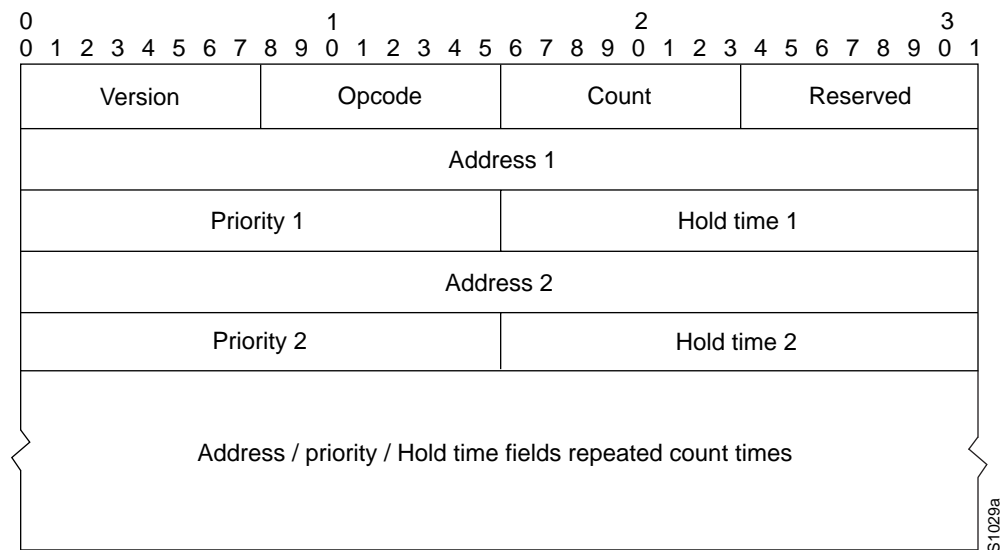 0 1 2 3
0 1 2 3 4 5 6 7 8 9 0 1 2 3 4 5 6 7 8 9 0 1 2 3 4 5 6 7 8 9 0 1
Version Opcode Count Reserved
Address 1
Priority 1 Hold time 1
Address 2
Priority 2 Hold time 2
Address / priority / Hold time fields repeated count times
S1029a